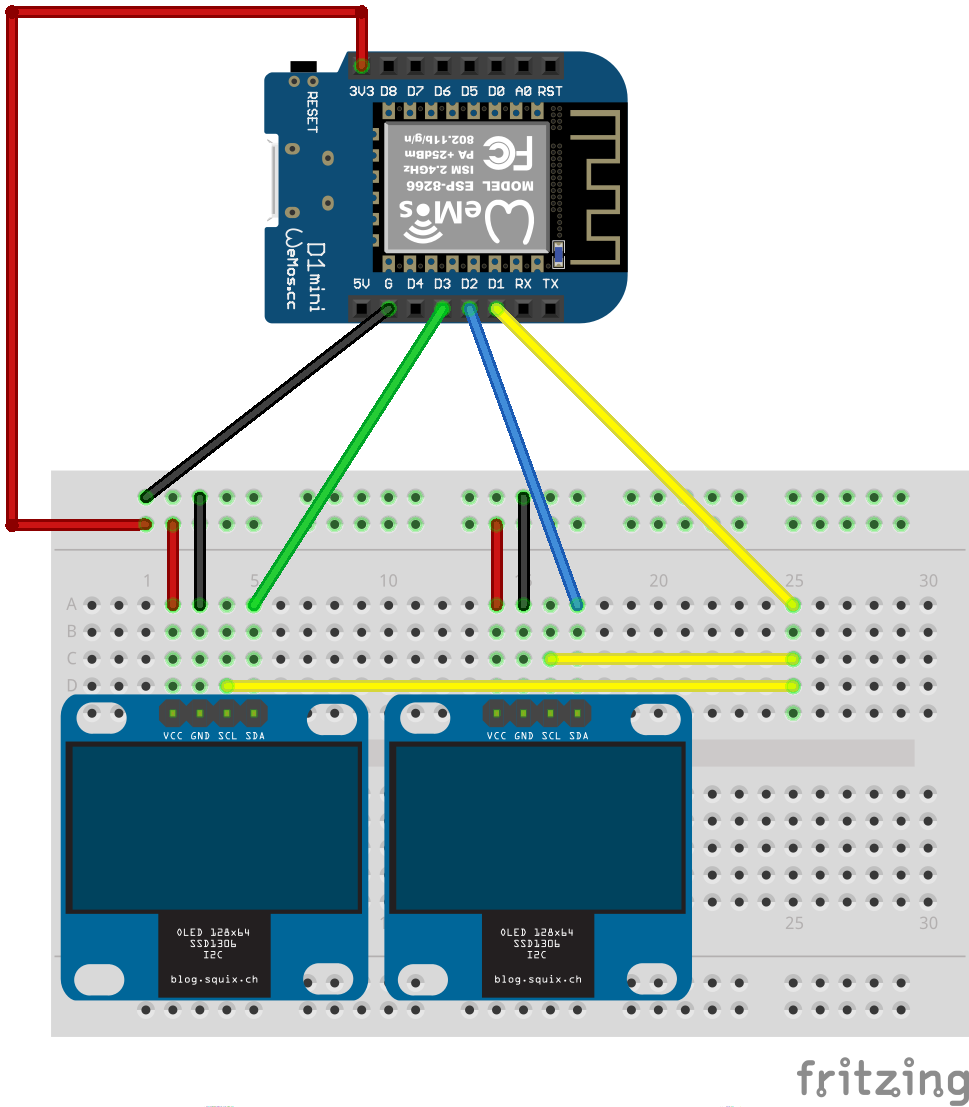 3V3 D8 D7 D6 D5 D0 A0 RST
RESET
802.11b/g/n
PA +25dBm
ISM 2.4GHz
MODEL ESP-8266
FC
WeMos
D1mini
WeMos.cc
5V G D4 D3 D2 D1 RX TX
1 5 10 15 20 25 30
A
B
C
D
VCC GND SCL SDA
VCC GND SCL SDA
OLED 128x64
SSD1306
I2C
blog.squix.ch
OLED 128x64
SSD1306
I2C
blog.squix.ch
25 30
fritzing